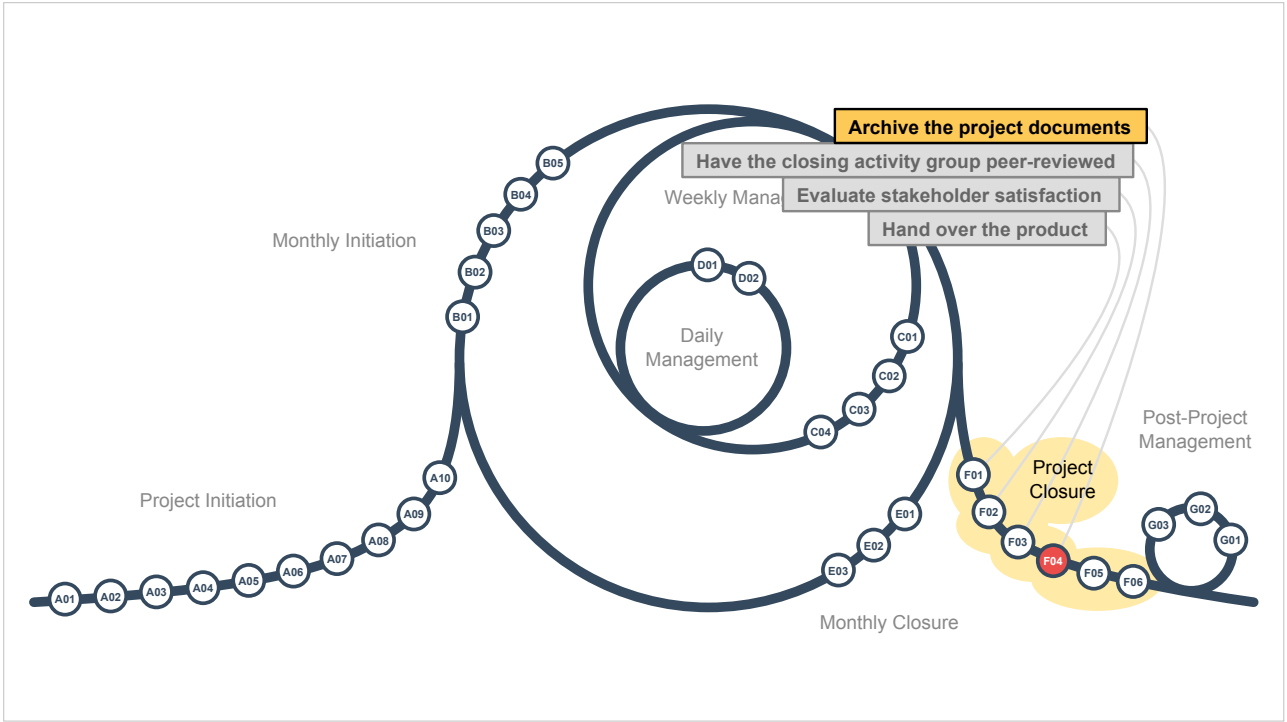 Archive the project documents
Have the closing activity group peer-reviewed
Weekly Mana
Evaluate stakeholder satisfaction
Hand over the product
Monthly Initiation
B05
B04
B03
B02
B01
D01
D02
Daily
Management
C01
C02
C03
C04
Post-Project
Management
Project Initiation
A10
A09
A08
A07
A06
A05
A04
A03
A02
A01
E01
E02
E03
Monthly Closure
Project
Closure
F01
F02
F03
F04
F05
F06
G03
G02
G01